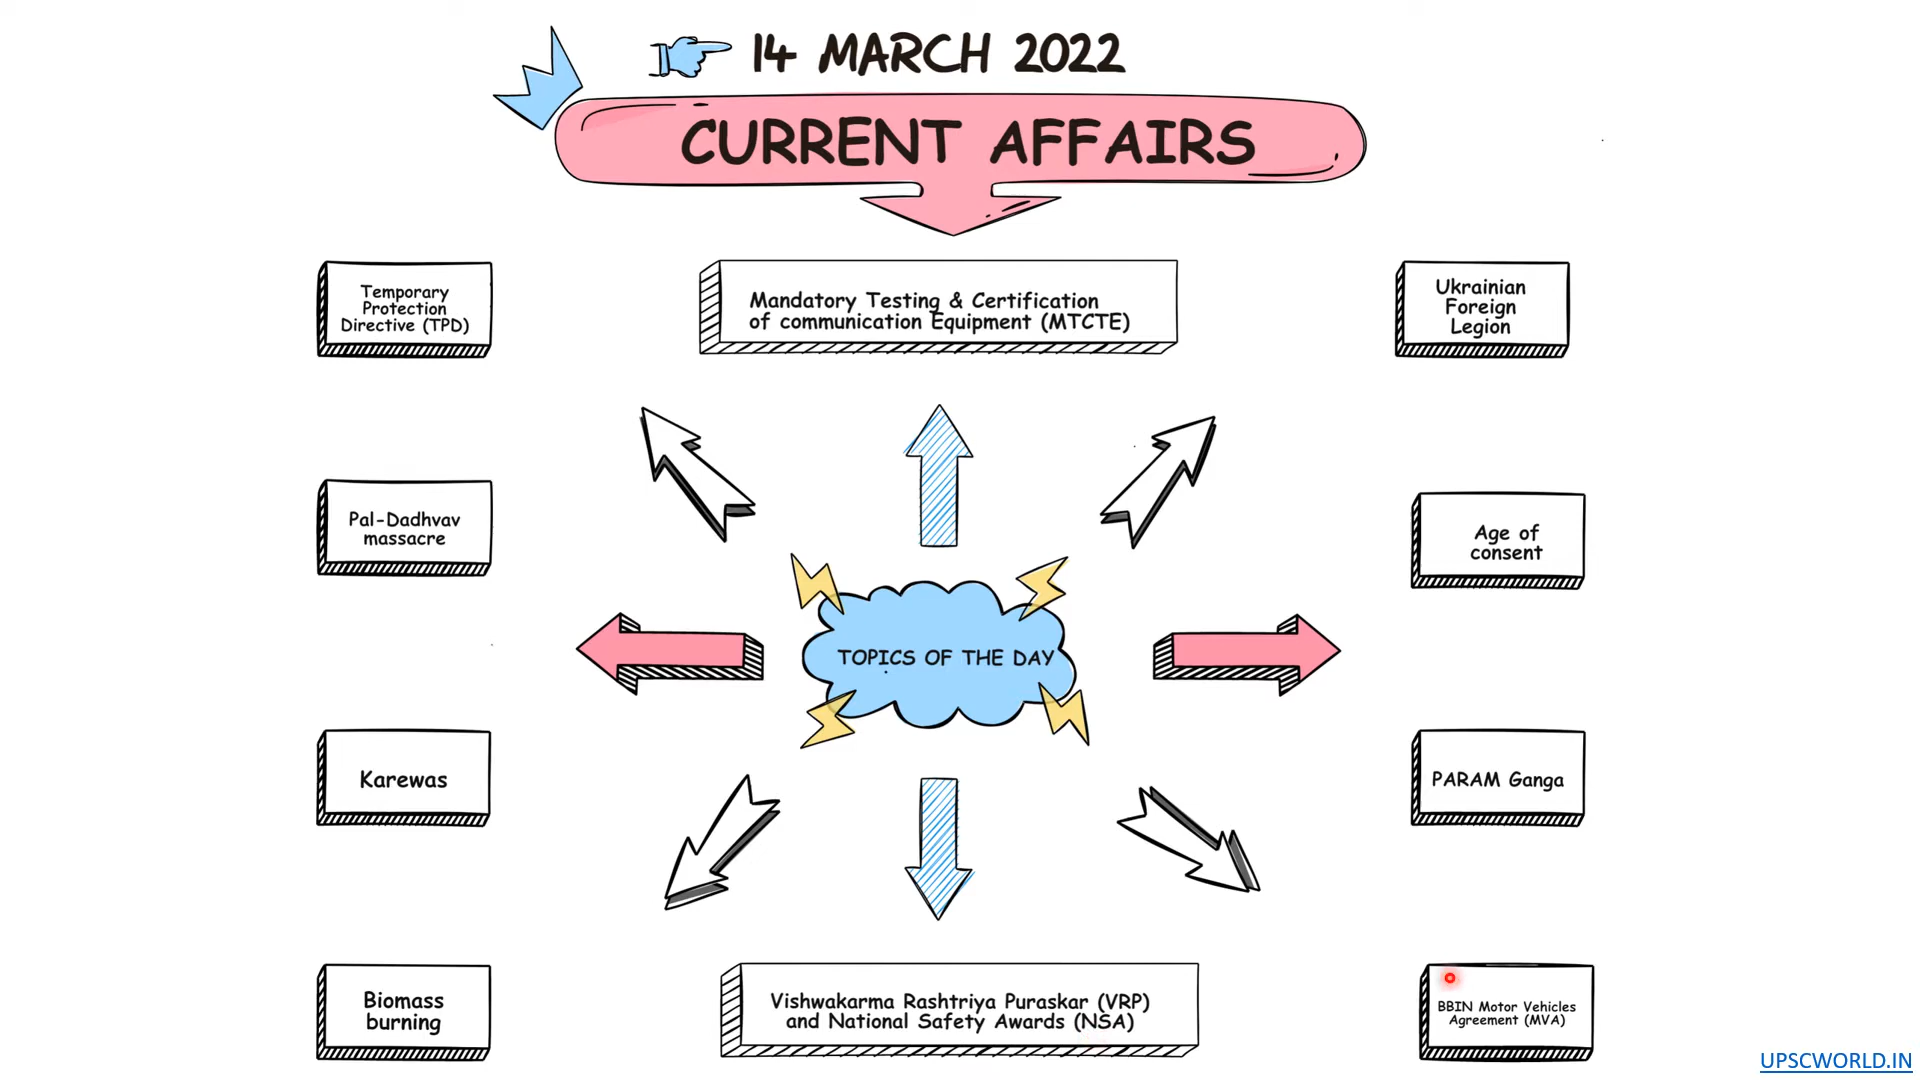 14 MARCH 2022
CURRENT AFFAIRS
Temporary
Protection
Directive (TPD)
Mandatory Testing & Certification
of communication Equipment (MTCTE)
Ukrainian
Foreign
Legion
Pal-Dadhvav
massacre
Age of
consent
TOPICS OF THE DAY
Karewas
PARAM Ganga
Biomass
burning
Vishwakarma Rashtriya Puraskar (VRP)
and National Safety Awards (NSA)
BBIN Motor Vehicles
Agreement (MVA)
UPSCWORLD.IN